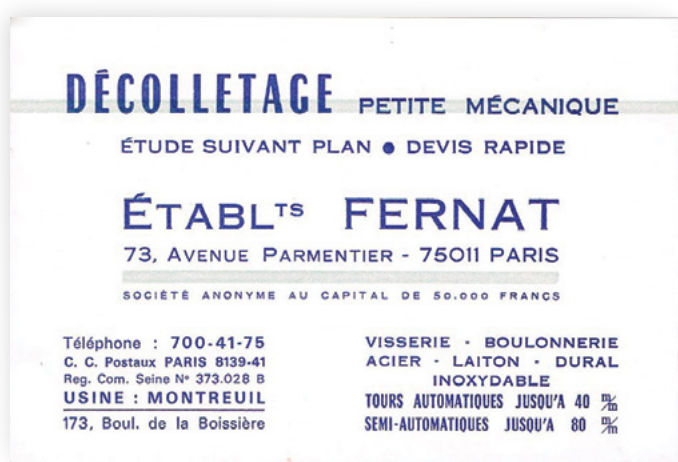 DÉCOLLETAGE PETITE MÉCANIQUE
ÉTUDE SUIVANT PLAN ● DEVIS RAPIDE
ÉTABLTS FERNAT
73, AVENUE PARMENTIER - 75011 PARIS
SOCIÉTÉ ANONYME AU CAPITAL DE 50.000 FRANCS
Téléphone : 700-41-75
C. C. Postaux PARIS 8139-41
Reg. Com. Seine N° 373.028 B
USINE : MONTREUIL
173, Boul. de la Boissière
VISSERIE - BOULONNERIE
ACIER - LAITON - DURAL
INOXYDABLE
TOURS AUTOMATIQUES JUSQU'A 40 m/m
SEMI-AUTOMATIQUES JUSQU'A 80 m/m